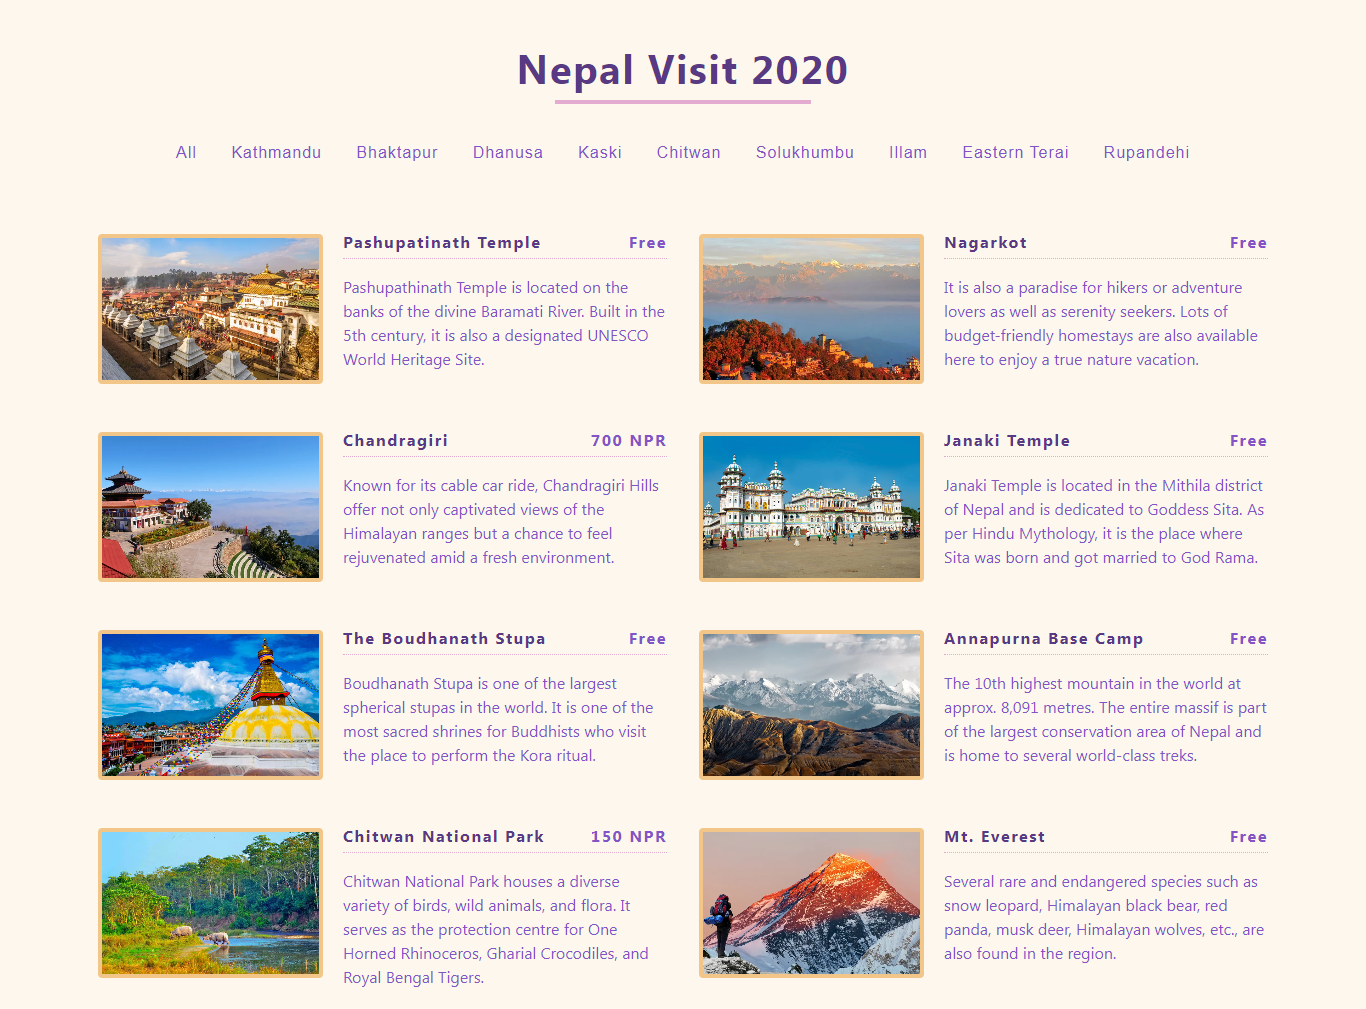 Nepal Visit 2020
All Kathmandu Bhaktapur Dhanusa Kaski Chitwan Solukhumbu Illam Eastern Terai Rupandehi
Pashupatinath Temple Free
Pashupathinath Temple is located on the
banks of the divine Baramati River. Built in the
5th century, it is also a designated UNESCO
World Heritage Site.
Nagarkot Free
It is also a paradise for hikers or adventure
lovers as well as serenity seekers. Lots of
budget-friendly homestays are also available
here to enjoy a true nature vacation.
Chandragiri 700 NPR
Known for its cable car ride, Chandragiri Hills
offer not only captivated views of the
Himalayan ranges but a chance to feel
rejuvenated amid a fresh environment.
Janaki Temple Free
Janaki Temple is located in the Mithila district
of Nepal and is dedicated to Goddess Sita. As
per Hindu Mythology, it is the place where
Sita was born and got married to God Rama.
The Boudhanath Stupa Free
Boudhanath Stupa is one of the largest
spherical stupas in the world. It is one of the
most sacred shrines for Buddhists who visit
the place to perform the Kora ritual.
Annapurna Base Camp Free
The 10th highest mountain in the world at
approx. 8,091 metres. The entire massif is part
of the largest conservation area of Nepal and
is home to several world-class treks.
Chitwan National Park 150 NPR
Chitwan National Park houses a diverse
variety of birds, wild animals, and flora. It
serves as the protection centre for One
Horned Rhinoceros, Gharial Crocodiles, and
Royal Bengal Tigers.
Mt. Everest Free
Several rare and endangered species such as
snow leopard, Himalayan black bear, red
panda, musk deer, Himalayan wolves, etc., are
also found in the region.